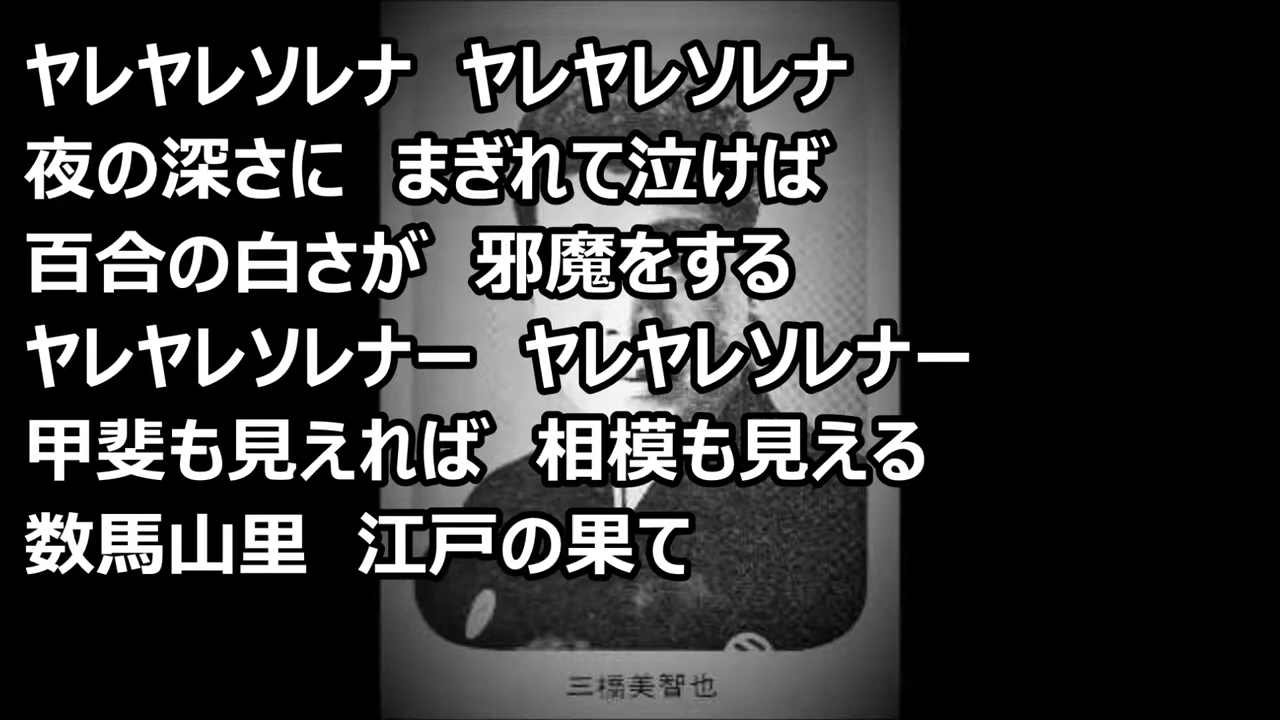 ヤレヤレソレナ　ヤレヤレソレナ
夜の深さに　まぎれて泣けば
百合の白さが　邪魔をする
ヤレヤレソレナー　ヤレヤレソレナー
甲斐も見えれば　相模も見える
数馬山里　江戸の果て
三橋美智也